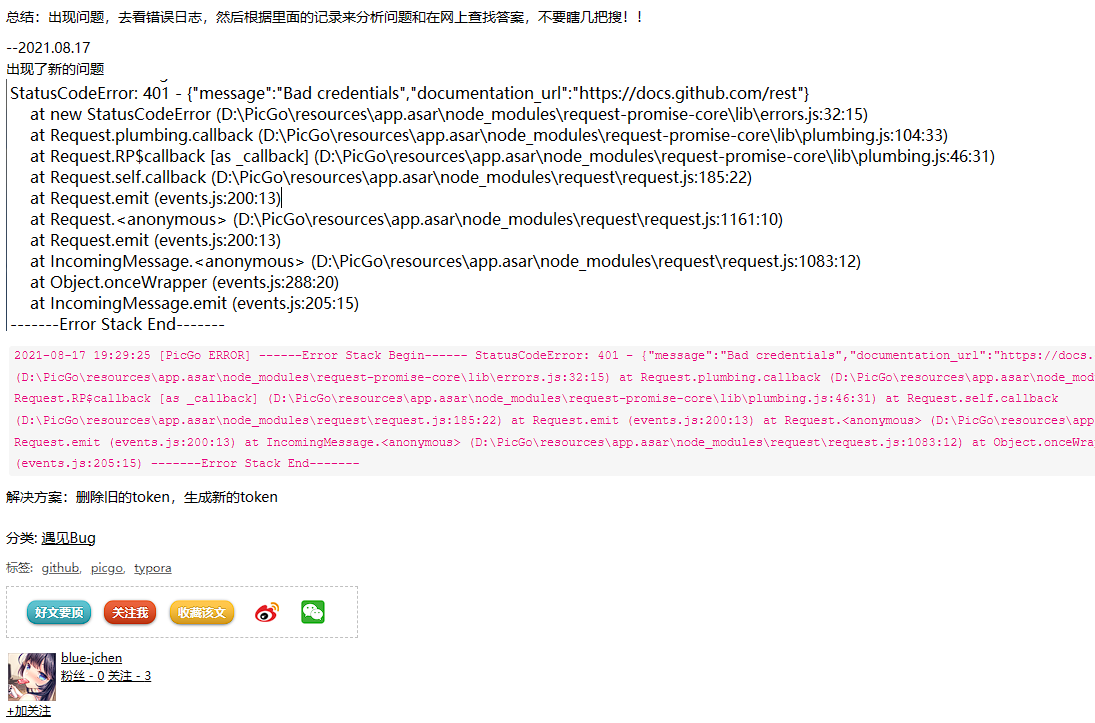 总结：出现问题，去看错误日志，然后根据里面的记录来分析问题和在网上查找答案，不要瞎几把搜！！
--2021.08.17
出现了新的问题
StatusCodeError: 401 - {"message":"Bad credentials","documentation_url":"https://docs.github.com/rest"}
at new StatusCodeError (D:\PicGo\resources\app.asar\node_modules\request-promise-core\lib\errors.js:32:15)
at Request.plumbing.callback (D:\PicGo\resources\app.asar\node_modules\request-promise-core\lib\plumbing.js:104:33)
at Request.RP$callback [as _callback] (D:\PicGo\resources\app.asar\node_modules\request-promise-core\lib\plumbing.js:46:31)
at Request.self.callback (D:\PicGo\resources\app.asar\node_modules\request\request.js:185:22)
at Request.emit (events.js:200:13)
at Request.<anonymous> (D:\PicGo\resources\app.asar\node_modules\request\request.js:1161:10)
at Request.emit (events.js:200:13)
at IncomingMessage.<anonymous> (D:\PicGo\resources\app.asar\node_modules\request\request.js:1083:12)
at Object.onceWrapper (events.js:288:20)
at IncomingMessage.emit (events.js:205:15)
-------Error Stack End-------
2021-08-17 19:29:25 [PicGo ERROR] ------Error Stack Begin------ StatusCodeError: 401 - {"message":"Bad credentials","documentation_url":"https://docs.
(D:\PicGo\resources\app.asar\node_modules\request-promise-core\lib\errors.js:32:15) at Request.plumbing.callback (D:\PicGo\resources\app.asar\node_mod
Request.RP$callback [as _callback] (D:\PicGo\resources\app.asar\node_modules\request-promise-core\lib\plumbing.js:46:31) at Request.self.callback
(D:\PicGo\resources\app.asar\node_modules\request\request.js:185:22) at Request.emit (events.js:200:13) at Request.<anonymous> (D:\PicGo\resources\app
Request.emit (events.js:200:13) at IncomingMessage.<anonymous> (D:\PicGo\resources\app.asar\node_modules\request\request.js:1083:12) at Object.onceWra
(events.js:205:15) -------Error Stack End-------
解决方案：删除旧的token，生成新的token
分类: 遇见Bug
标签: github, picgo, typora
好文要顶 关注我 收藏该文
blue-jchen
粉丝 - 0 关注 - 3
+加关注